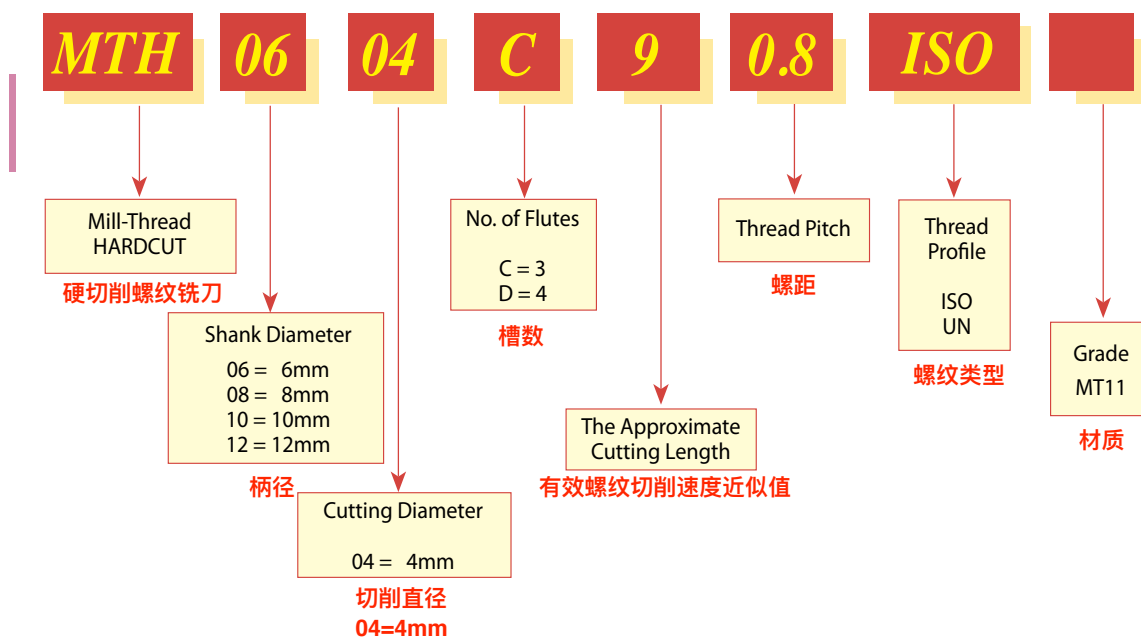 MTH 06 04 C 9 0.8 ISO
Mill-Thread
HARDCUT
硬切削螺纹铣刀
Shank Diameter
06 = 6mm
08 = 8mm
10 = 10mm
12 = 12mm
柄径
Cutting Diameter
04 = 4mm
切削直径
04=4mm
No. of Flutes
C = 3
D = 4
槽数
The Approximate
Cutting Length
有效螺纹切削速度近似值
Thread Pitch
螺距
Thread
Profile
ISO
UN
螺纹类型
Grade
MT11
材质